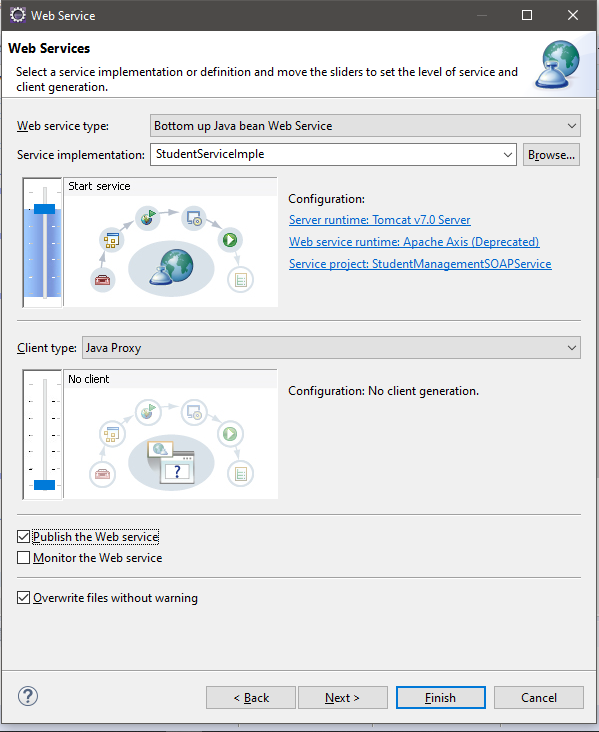 Web Service
Web Services
Select a service implementation or definition and move the sliders to set the level of service and
client generation.
Web service type: Bottom up Java bean Web Service
Service implementation: StudentServiceImple Browse...
Start service
Configuration:
Server runtime: Tomcat v7.0 Server
Web service runtime: Apache Axis (Deprecated)
Service project: StudentManagementSOAPService
Client type: Java Proxy
No client
Configuration: No client generation.
?
Publish the Web service
Monitor the Web service
Overwrite files without warning
? < Back Next > Finish Cancel